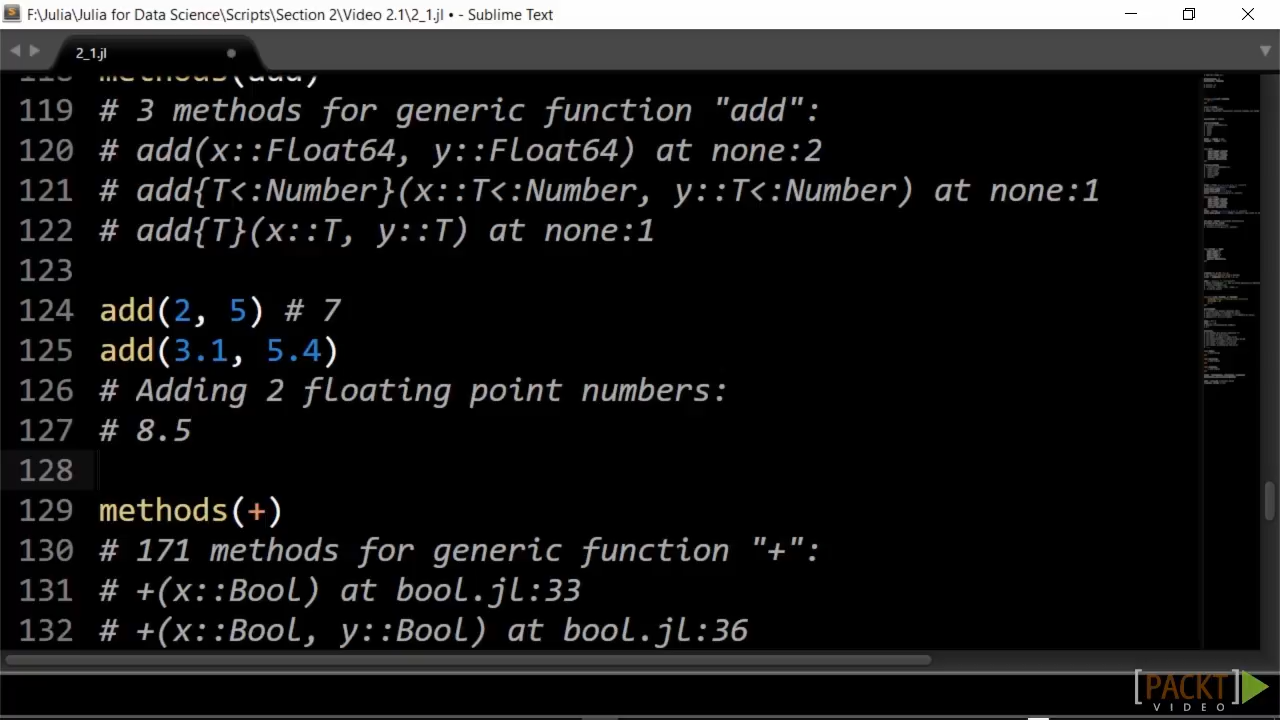 F:\Julia\Julia for Data Science\Scripts\Section 2\Video 2.1\2_1.jl • - Sublime Text
2_1.jl
118 methods(add)
119 # 3 methods for generic function "add":
120 # add(x::Float64, y::Float64) at none:2
121 # add{T<:Number}(x::T<:Number, y::T<:Number) at none:1
122 # add{T}(x::T, y::T) at none:1
123
124 add(2, 5) # 7
125 add(3.1, 5.4)
126 # Adding 2 floating point numbers:
127 # 8.5
128
129 methods(+)
130 # 171 methods for generic function "+":
131 # +(x::Bool) at bool.jl:33
132 # +(x::Bool, y::Bool) at bool.jl:36
[PACKT]
VIDEO